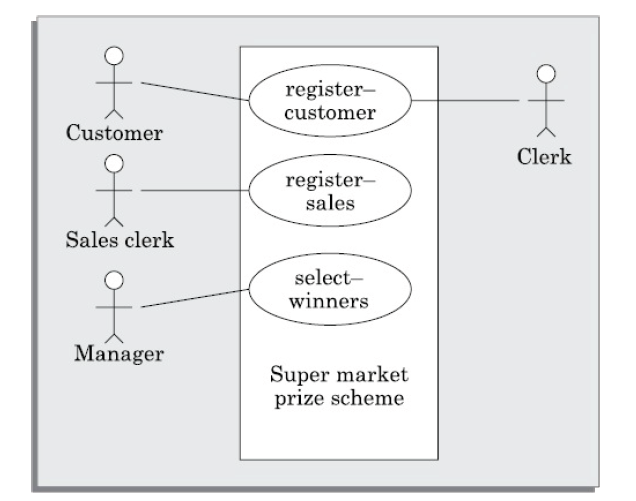 Customer
register–
customer
Clerk
register–
sales
Sales clerk
select–
winners
Manager
Super market
prize scheme